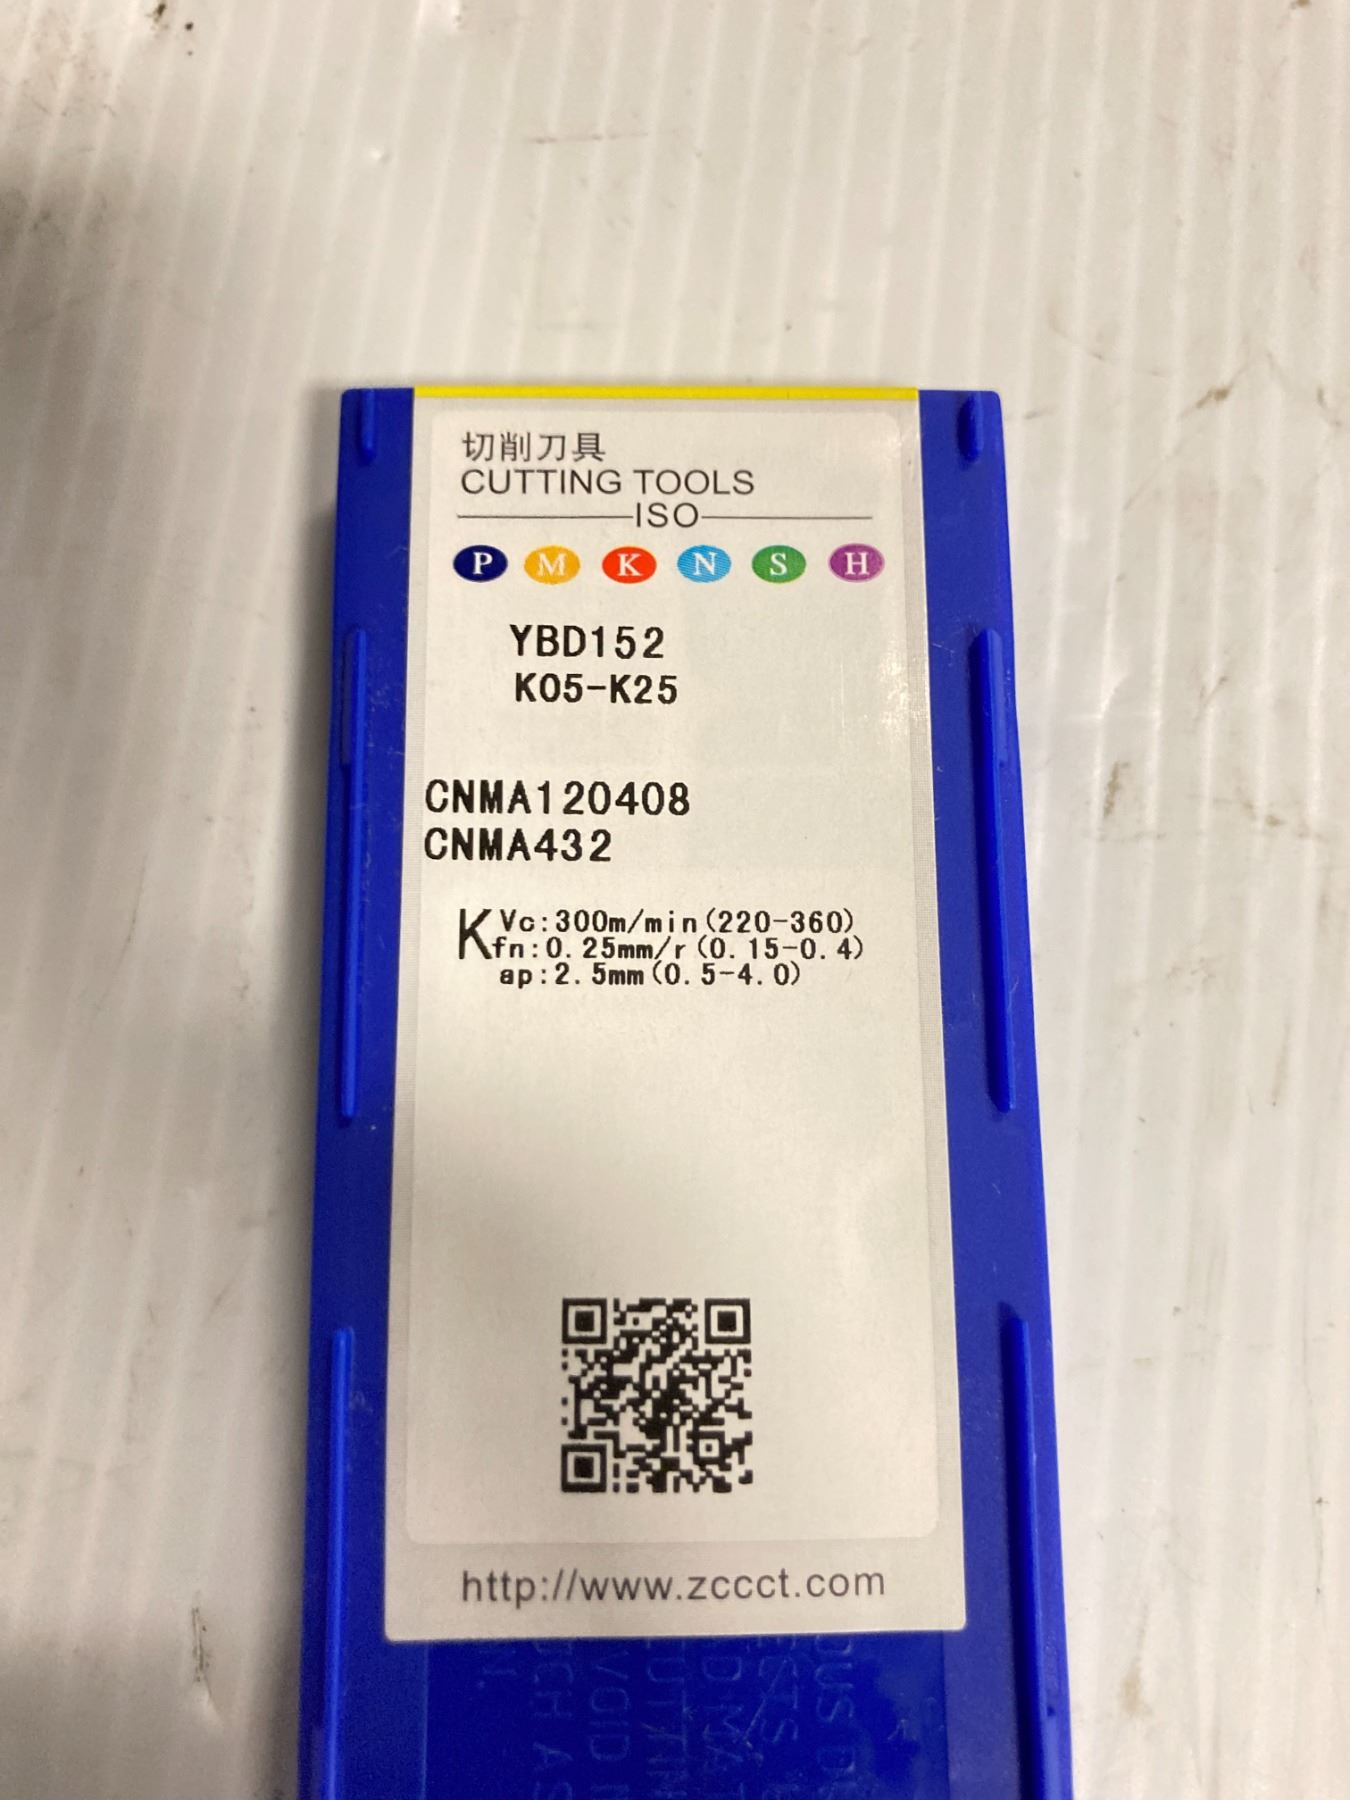 切削刀具
CUTTING TOOLS
ISO
P M K N S H
YBD152
K05-K25
CNMA120408
CNMA432
K Vc:300m/min(220-360)
fn:0.25mm/r(0.15-0.4)
ap:2.5mm(0.5-4.0)
http://www.zccct.com